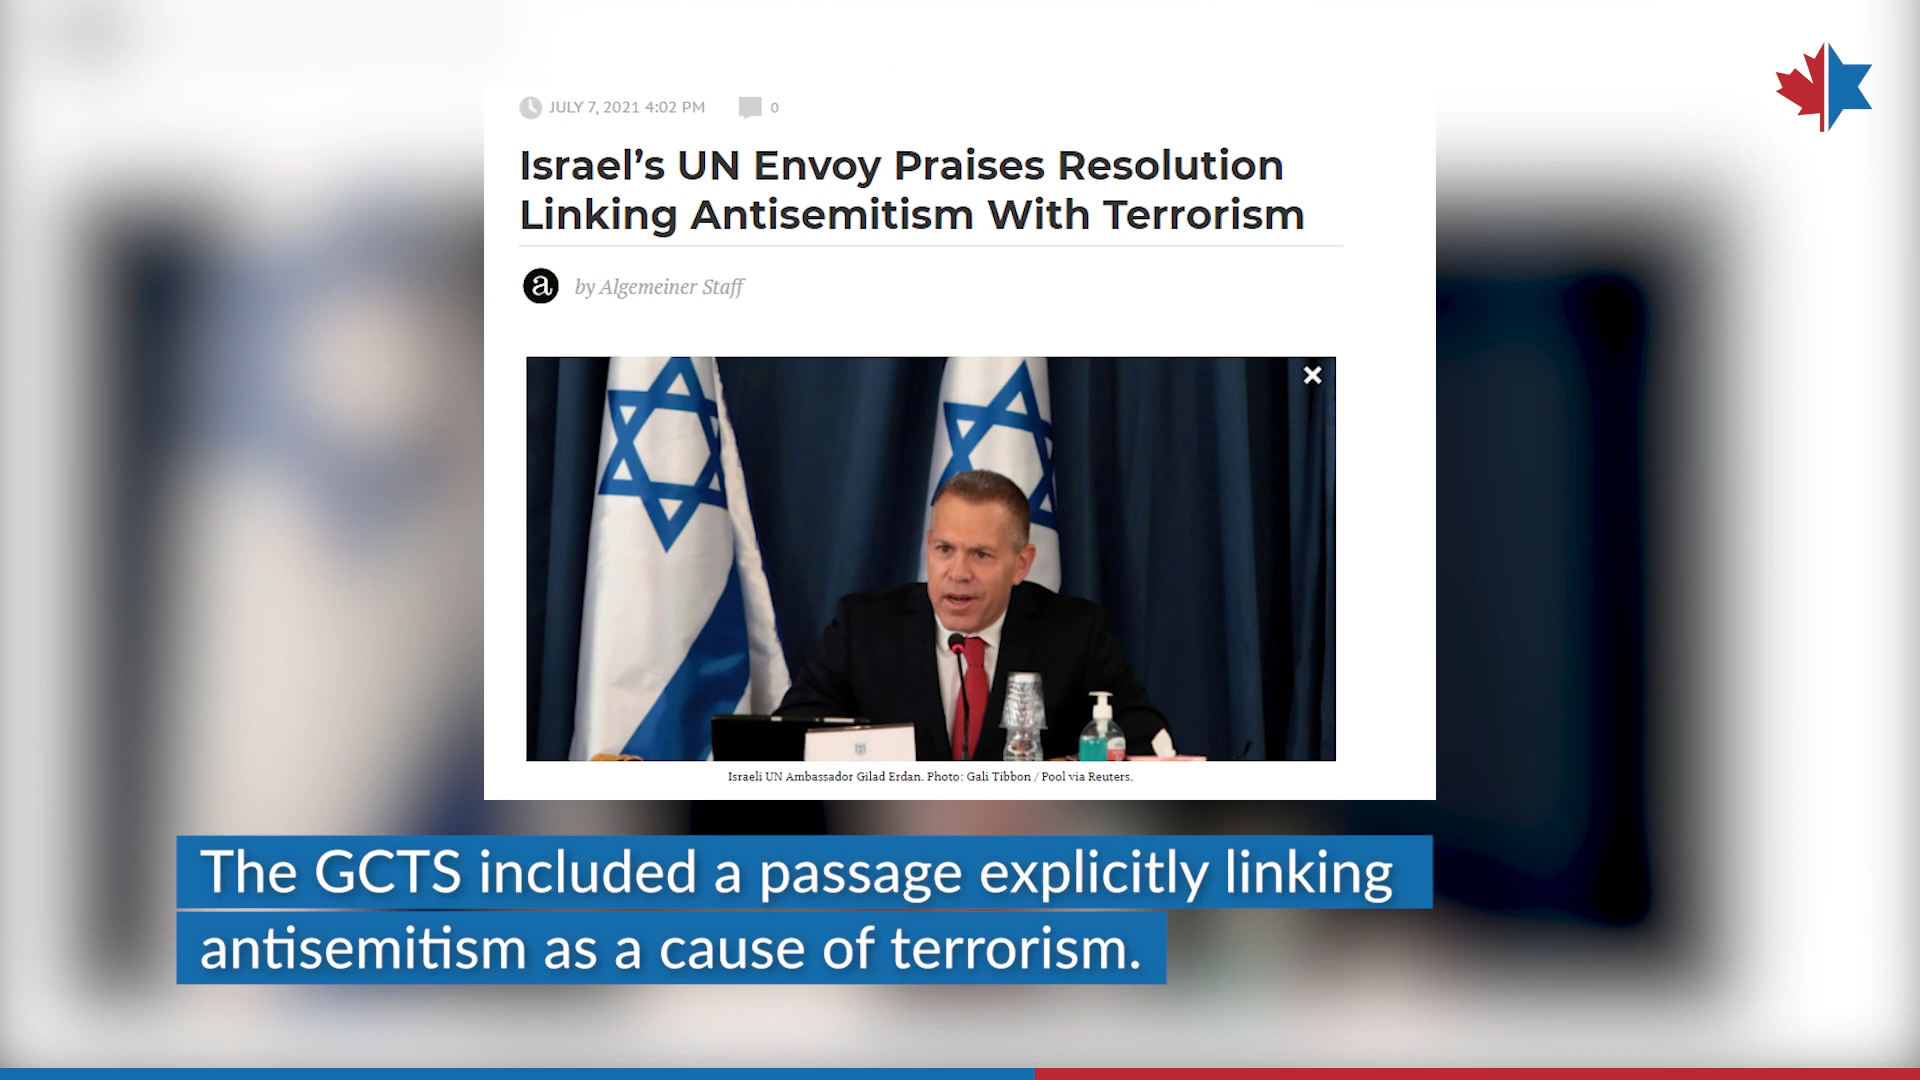 JULY 7, 2021 4:02 PM 0
Israel's UN Envoy Praises Resolution
Linking Antisemitism With Terrorism
a by Algemeiner Staff
Israeli UN Ambassador Gilad Erdan. Photo: Gali Tibbon / Pool via Reuters.
The GCTS included a passage explicitly linking
antisemitism as a cause of terrorism.